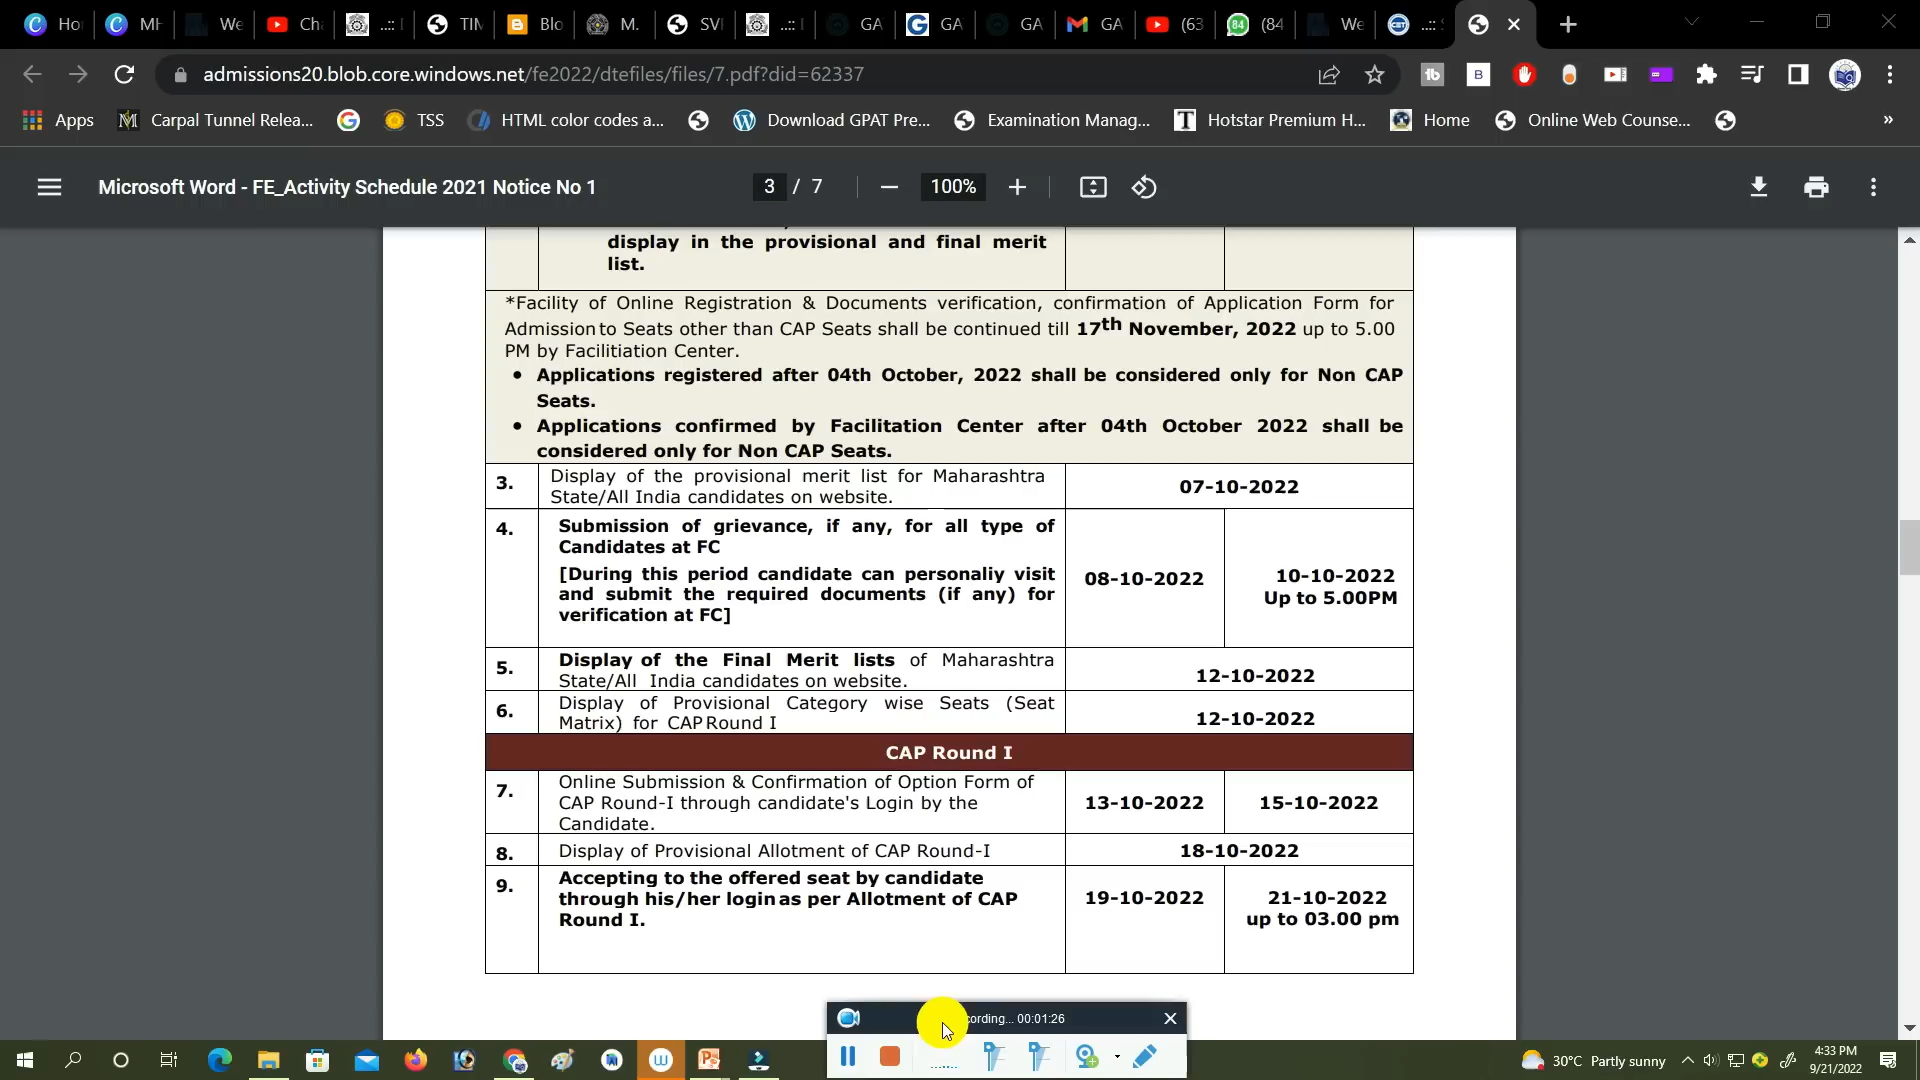 Ho
MH
We
Ch
..:: 
TIM
Blo
M.
SVI
..:: 
GA
GA
GA
GA
(63
(84
We
..:: 
admissions20.blob.core.windows.net/fe2022/dtefiles/files/7.pdf?did=62337
Apps
Carpal Tunnel Relea...
TSS
HTML color codes a...
Download GPAT Pre...
Examination Manag...
Hotstar Premium H...
Home
Online Web Counse...
»
Microsoft Word - FE_Activity Schedule 2021 Notice No 1
3 / 7
100%
display in the provisional and final merit
list.
*Facility of Online Registration & Documents verification, confirmation of Application Form for
Admission to Seats other than CAP Seats shall be continued till 17th November, 2022 up to 5.00
PM by Facilitiation Center.
• Applications registered after 04th October, 2022 shall be considered only for Non CAP
Seats.
• Applications confirmed by Facilitation Center after 04th October 2022 shall be
considered only for Non CAP Seats.
3.
Display of the provisional merit list for Maharashtra
State/All India candidates on website.
07-10-2022
4.
Submission of grievance, if any, for all type of
Candidates at FC
[During this period candidate can personaliy visit
and submit the required documents (if any) for
verification at FC]
08-10-2022
10-10-2022
Up to 5.00PM
5.
Display of the Final Merit lists of Maharashtra
State/All India candidates on website.
12-10-2022
6.
Display of Provisional Category wise Seats (Seat
Matrix) for CAP Round I
12-10-2022
CAP Round I
7.
Online Submission & Confirmation of Option Form of
CAP Round-I through candidate's Login by the
Candidate.
13-10-2022
15-10-2022
8.
Display of Provisional Allotment of CAP Round-I
18-10-2022
9.
Accepting to the offered seat by candidate
through his/her login as per Allotment of CAP
Round I.
19-10-2022
21-10-2022
up to 03.00 pm
cording... 00:01:26
30°C Partly sunny
4:33 PM
9/21/2022